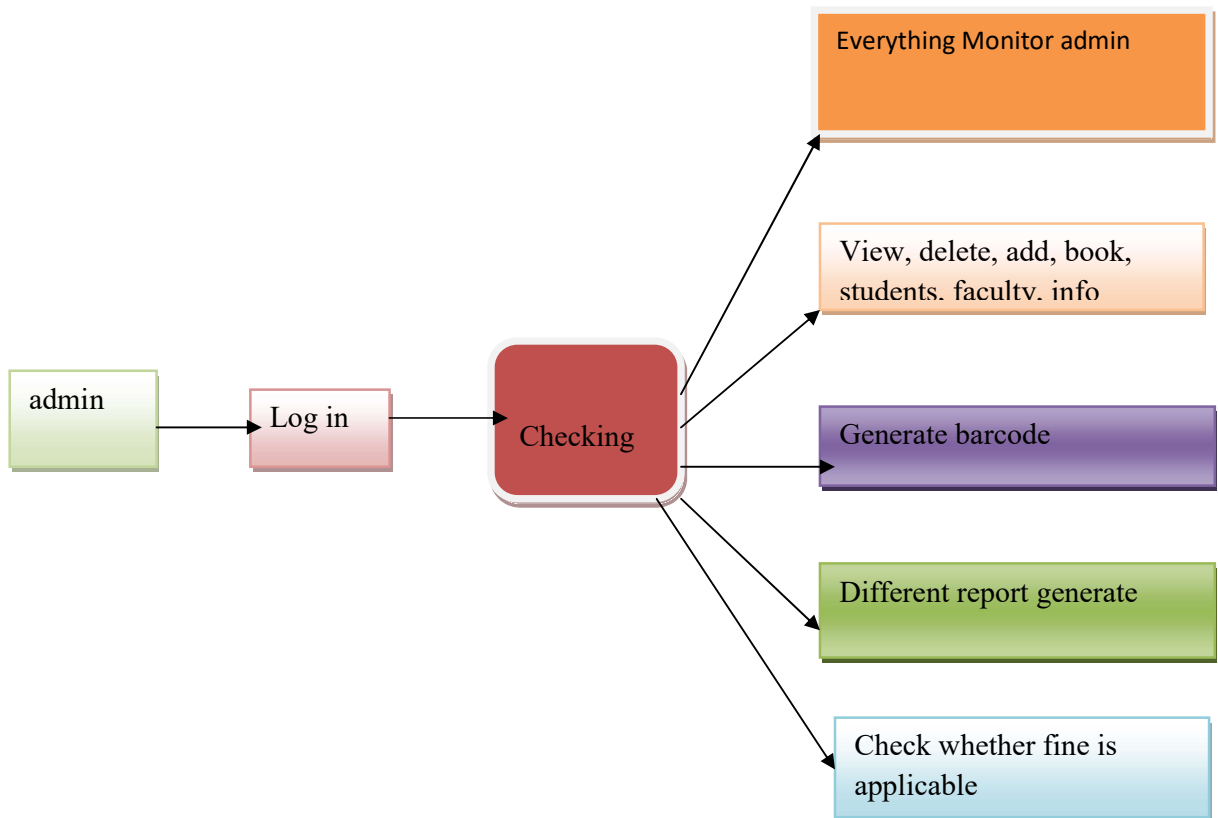 Everything Monitor admin
View, delete, add, book,
students, faculty, info
admin
Log in
Checking
Generate barcode
Different report generate
Check whether fine is
applicable